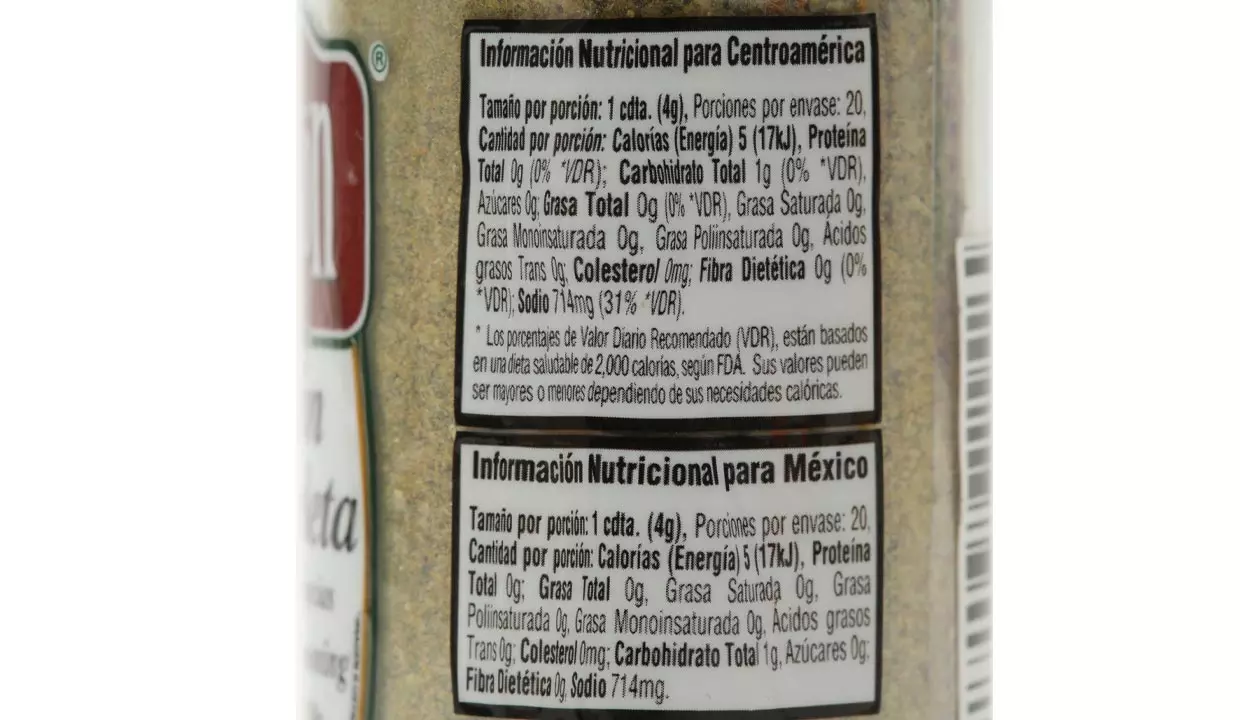 ®
Información Nutricional para Centroamérica
Tamaño por porción: 1 cdta. (4g), Porciones por envase: 20,
Cantidad por porción: Calorías (Energía) 5 (17kJ), Proteína
Total 0g (0% *VDR); Carbohidrato Total 1g (0% *VDR),
Azúcares 0g; Grasa Total 0g (0% *VDR), Grasa Saturada 0g,
Grasa Monoinsaturada 0g, Grasa Poliinsaturada 0g, Ácidos
grasos Trans 0g; Colesterol 0mg; Fibra Dietética 0g (0%
*VDR); Sodio 714mg (31% *VDR).
* Los porcentajes de Valor Diario Recomendado (VDR), están basados
en una dieta saludable de 2,000 calorías, según FDA. Sus valores pueden
ser mayores o menores dependiendo de sus necesidades calóricas.
Información Nutricional para México
Tamaño por porción: 1 cdta. (4g), Porciones por envase: 20,
Cantidad por porción: Calorías (Energía) 5 (17kJ), Proteína
Total 0g; Grasa Total 0g, Grasa Saturada 0g, Grasa
Poliinsaturada 0g, Grasa Monoinsaturada 0g, Ácidos grasos
Trans 0g; Colesterol 0mg; Carbohidrato Total 1g, Azúcares 0g;
Fibra Dietética 0g, Sodio 714mg.